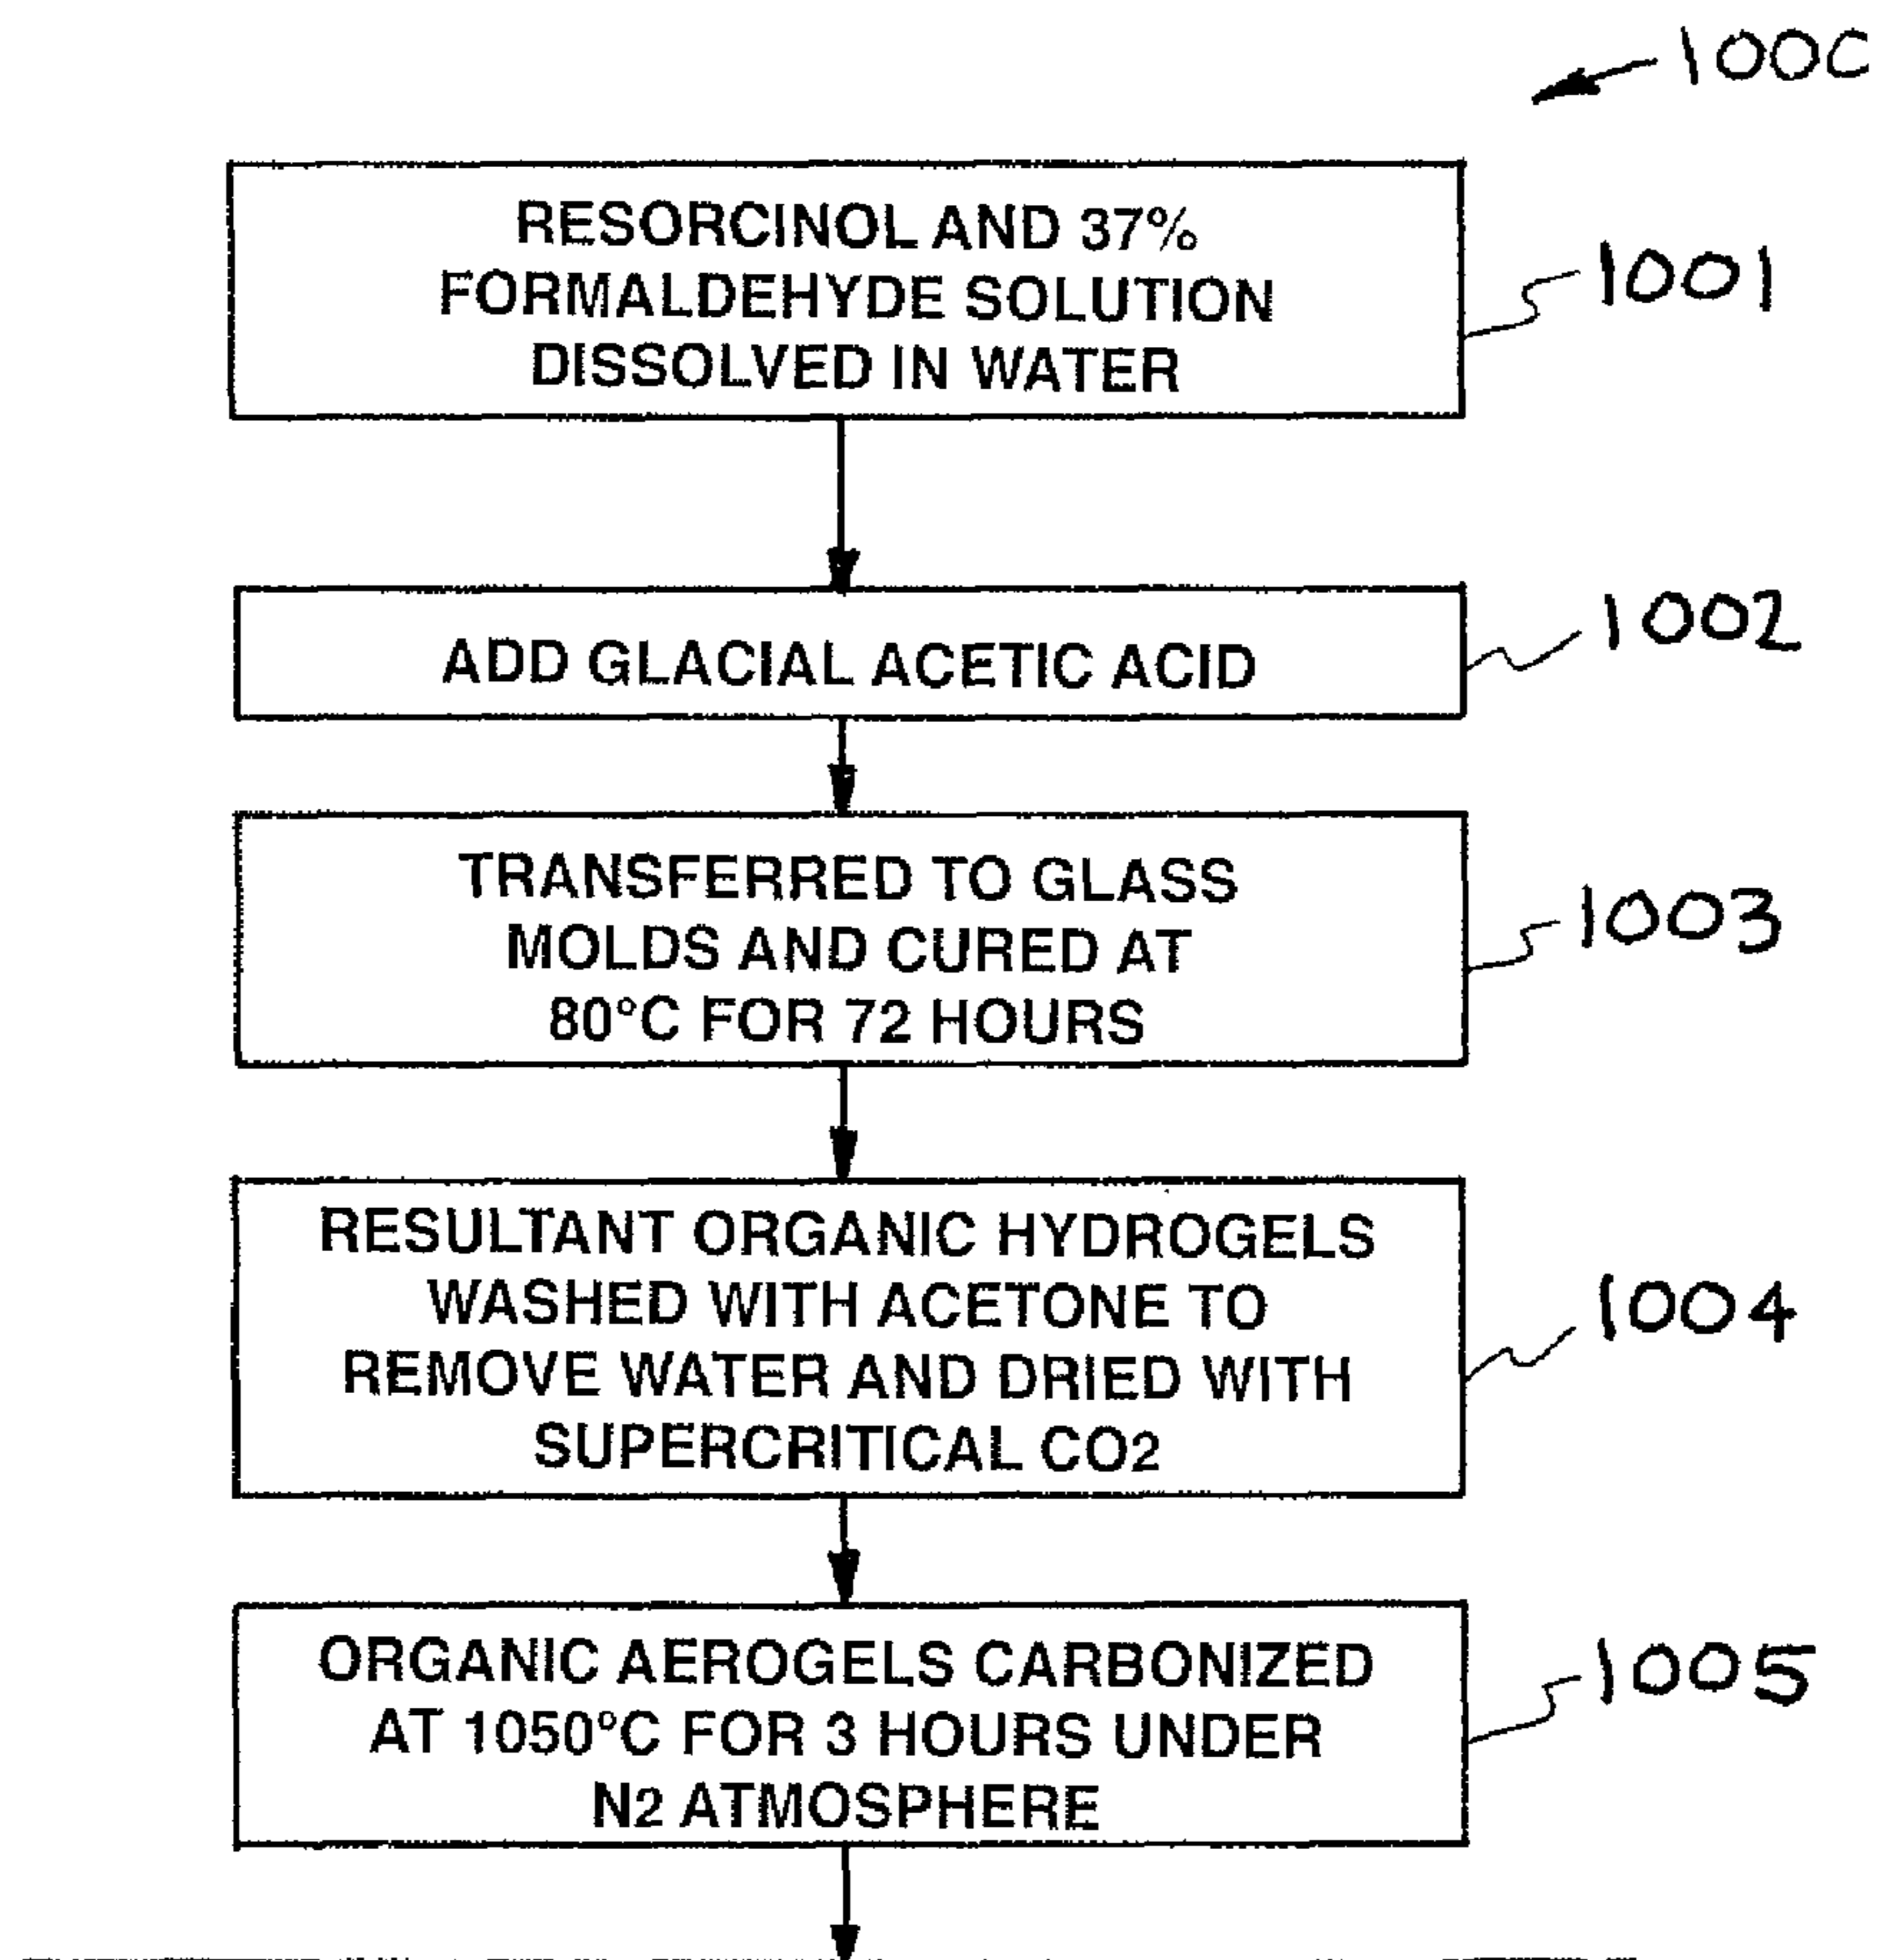 1000
RESORCINOL AND 37%
FORMALDEHYDE SOLUTION
DISSOLVED IN WATER
1001
ADD GLACIAL ACETIC ACID
1002
TRANSFERRED TO GLASS
MOLDS AND CURED AT
80°C FOR 72 HOURS
1003
RESULTANT ORGANIC HYDROGELS
WASHED WITH ACETONE TO
REMOVE WATER AND DRIED WITH
SUPERCRITICAL CO2
1004
ORGANIC AEROGELS CARBONIZED
AT 1050°C FOR 3 HOURS UNDER
N2 ATMOSPHERE
1005